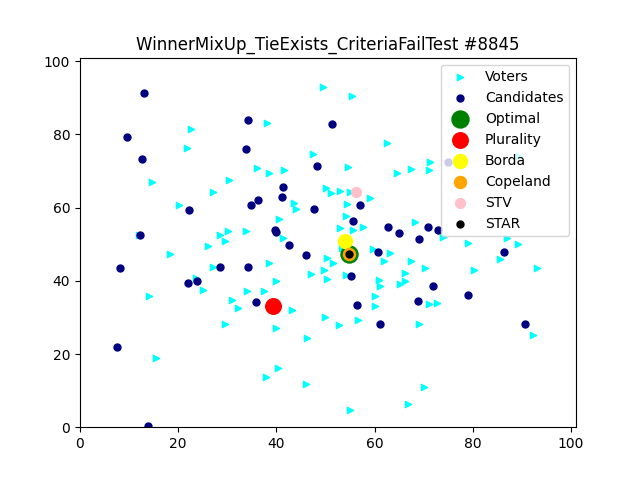 WinnerMixUp_TieExists_CriteriaFailTest #8845
100
80
60
40
20
0
0
20
40
60
80
100
Voters
Candidates
Optimal
Plurality
Borda
Copeland
STV
STAR